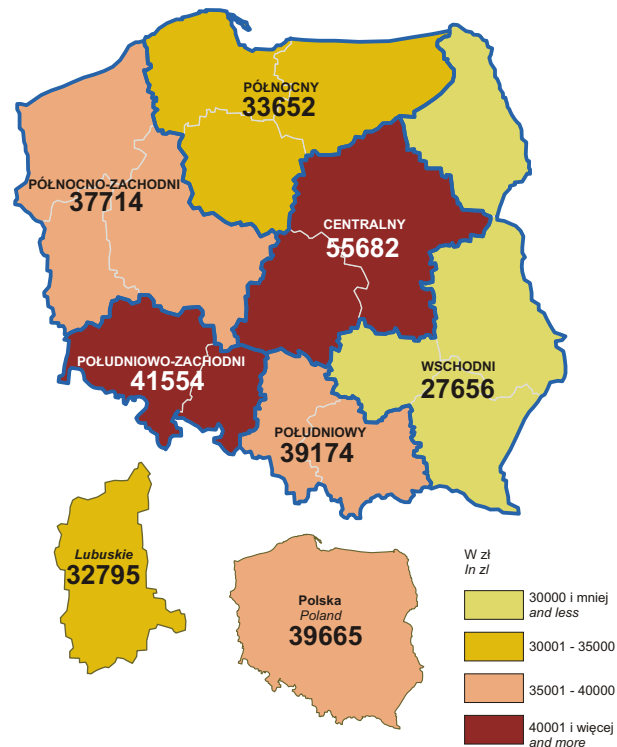 PÓŁNOCNY
33652
PÓŁNOCNO-ZACHODNI
37714
CENTRALNY
55682
POŁUDNIOWO-ZACHODNI
41554
WSCHODNI
27656
POŁUDNIOWY
39174
Lubuskie
32795
Polska
Poland
39665
W zł
In zl
30000 i mniej
and less
30001 - 35000
35001 - 40000
40001 i więcej
and more